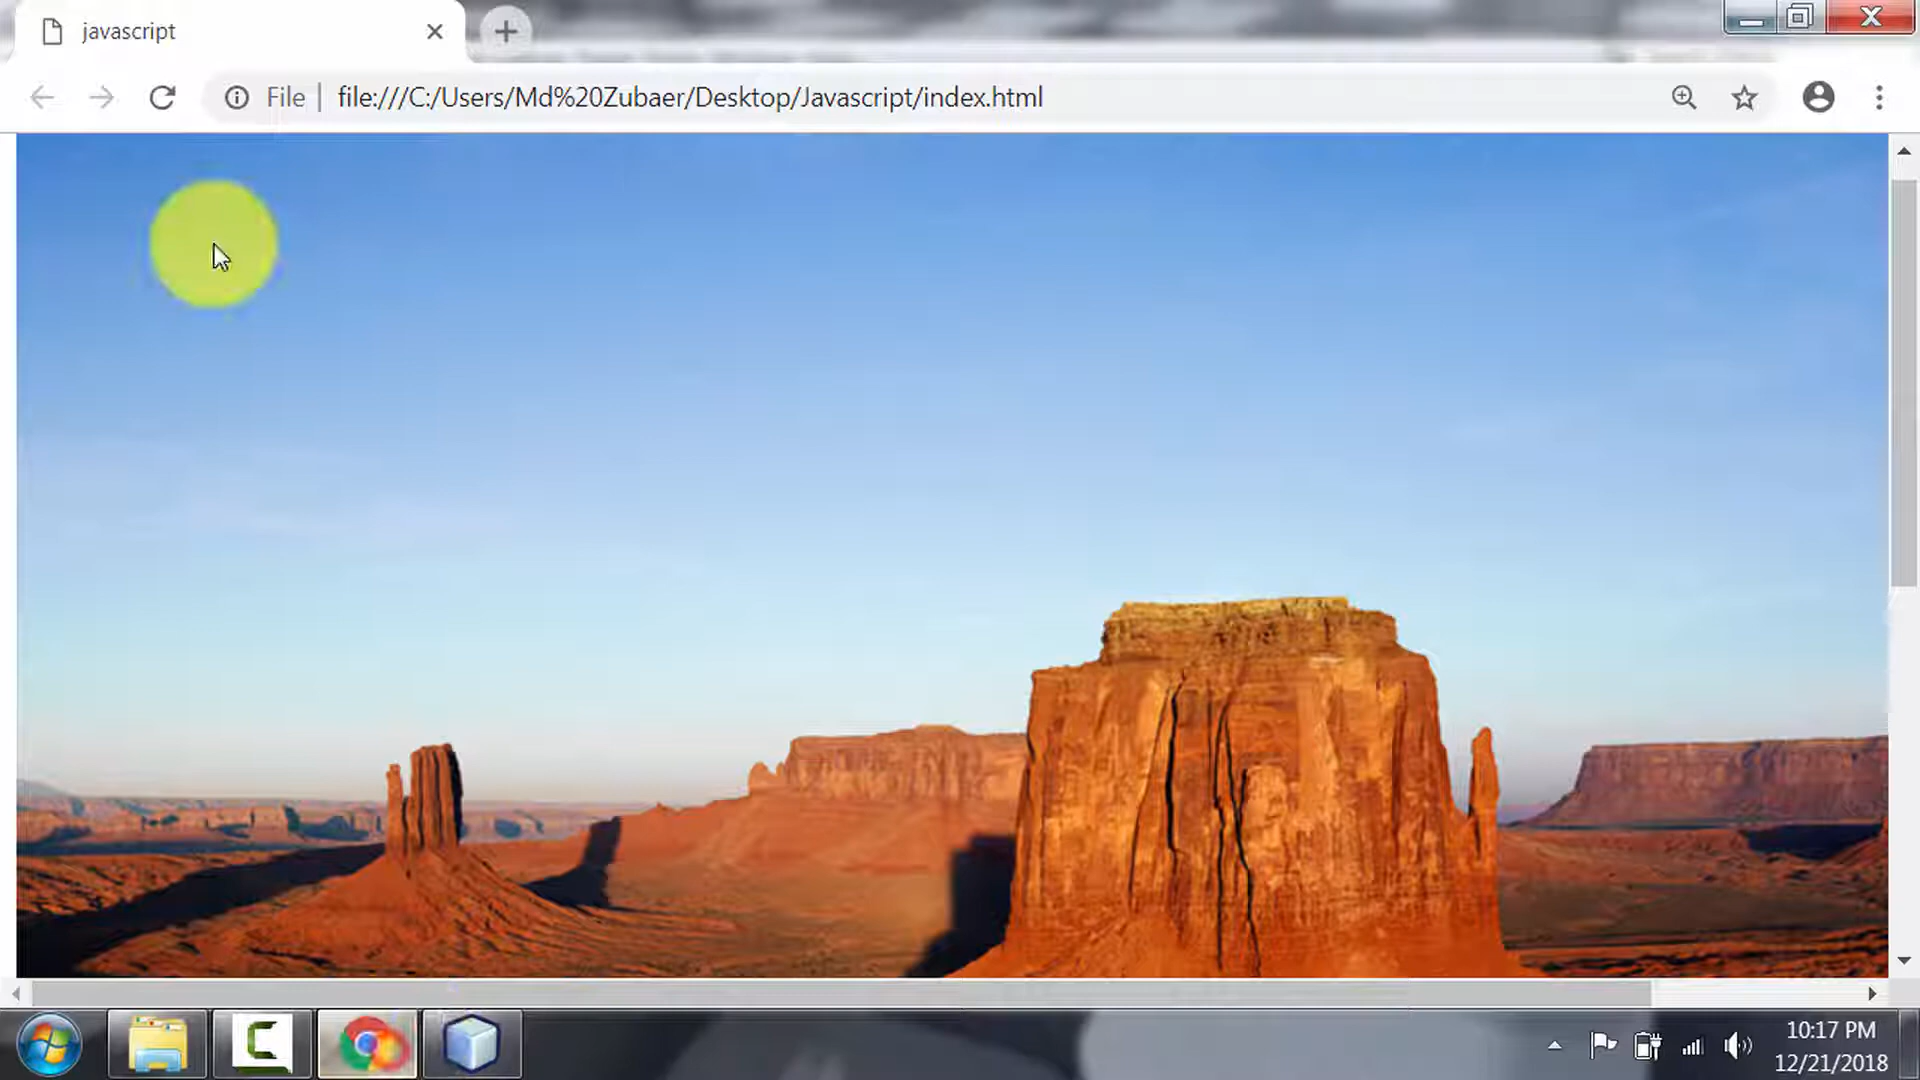 javascript
File
file:///C:/Users/Md%20Zubaer/Desktop/Javascript/index.html
10:17 PM
12/21/2018